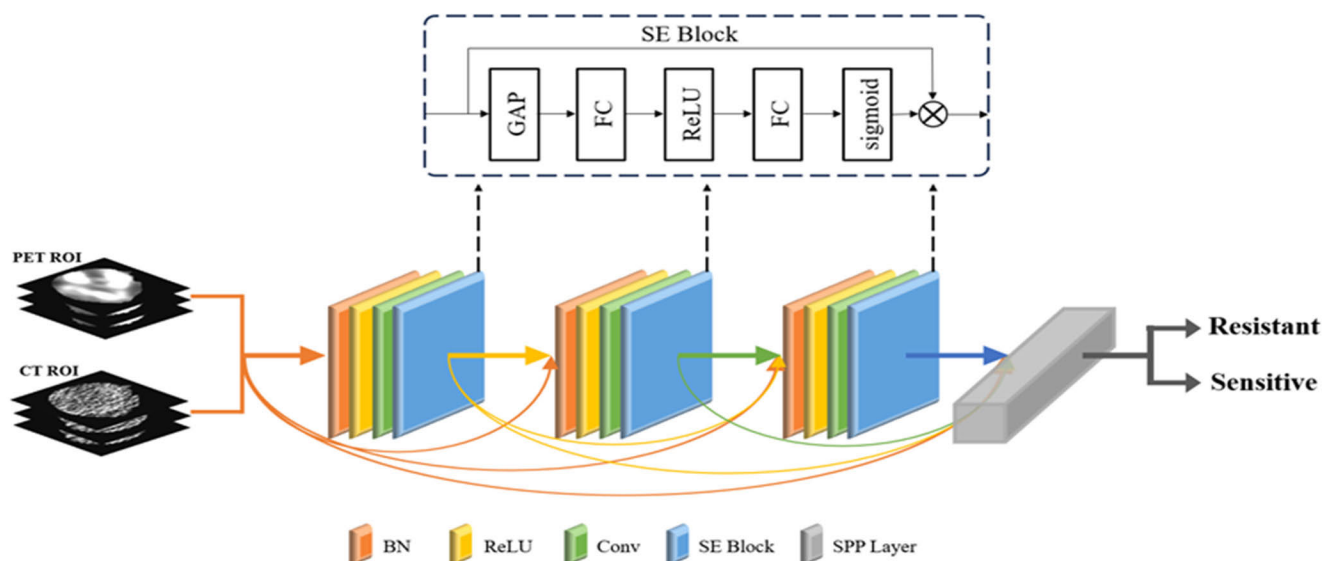 SE Block
GAP
FC
ReLU
FC
sigmoid
PET ROI
CT ROI
Resistant
Sensitive
BN
ReLU
Conv
SE Block
SPP Layer